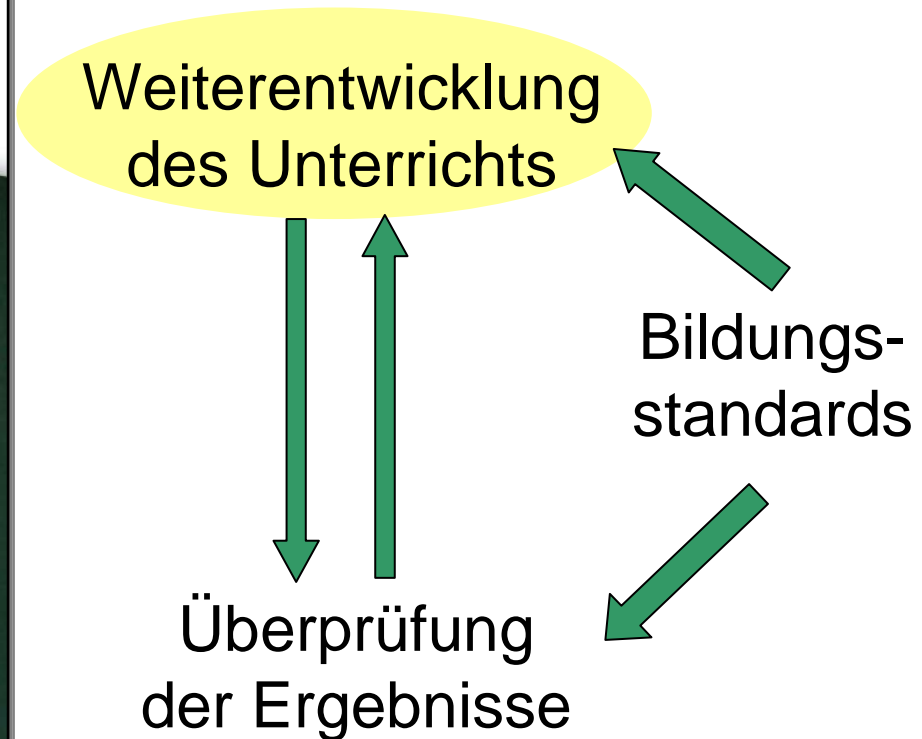 Weiterentwicklung
des Unterrichts
Bildungs-
standards
Überprüfung
der Ergebnisse